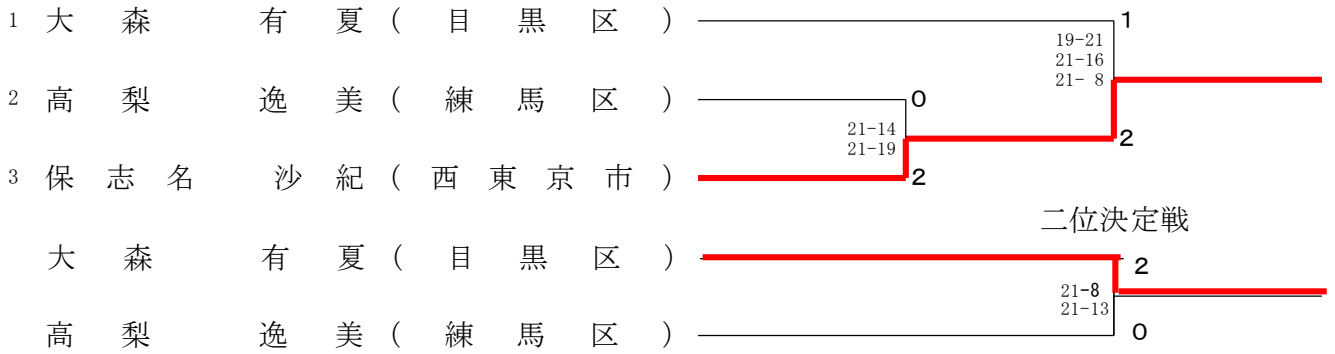 1 大森 有夏(目黒区) 1
19-21
21-16
21- 8
2 高梨 逸美(練馬区) 0
21-14
21-19
2
3 保志名 沙紀(西東京市) 2
二位決定戦
大森 有夏(目黒区) 2
21-8
21-13
高梨 逸美(練馬区) 0